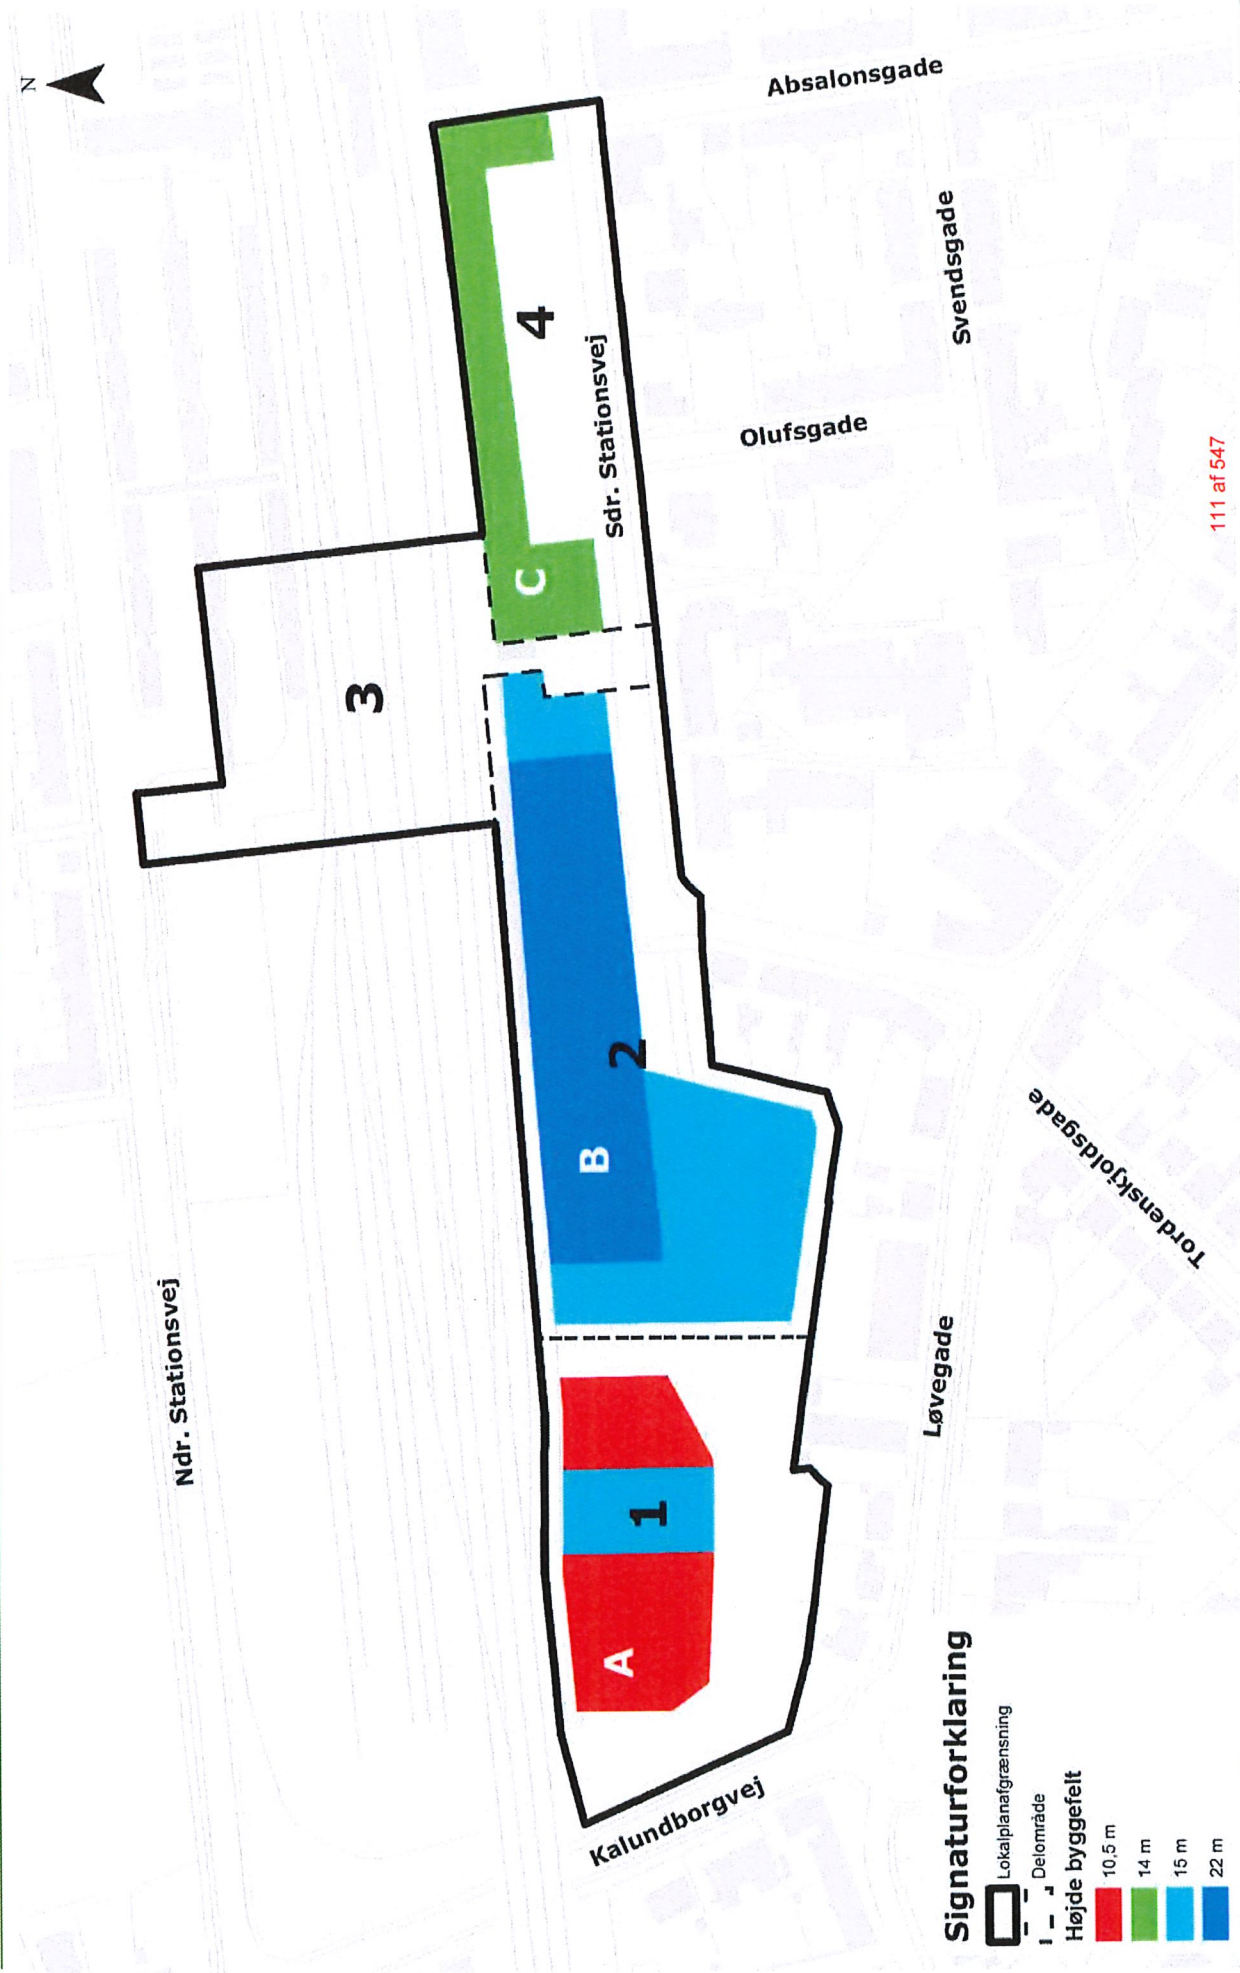 N
Absalonsgade
Svendsgade
Olufsgade
Sdr. Stationsvej
4
C
3
2
B
Tordenskjoldsgade
Ndr. Stationsvej
Løvegade
1
A
Kalundborgvej
Signaturforklaring
Lokalplanafgrænsning
Delområde
Højde byggefelt
10,5 m
14 m
15 m
22 m
111 af 547